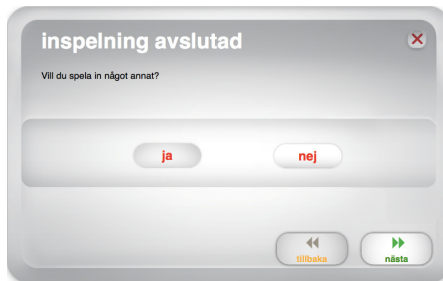 inspelning avslutad
Vill du spela in något annat?
ja
nej
tillbaka
nästa